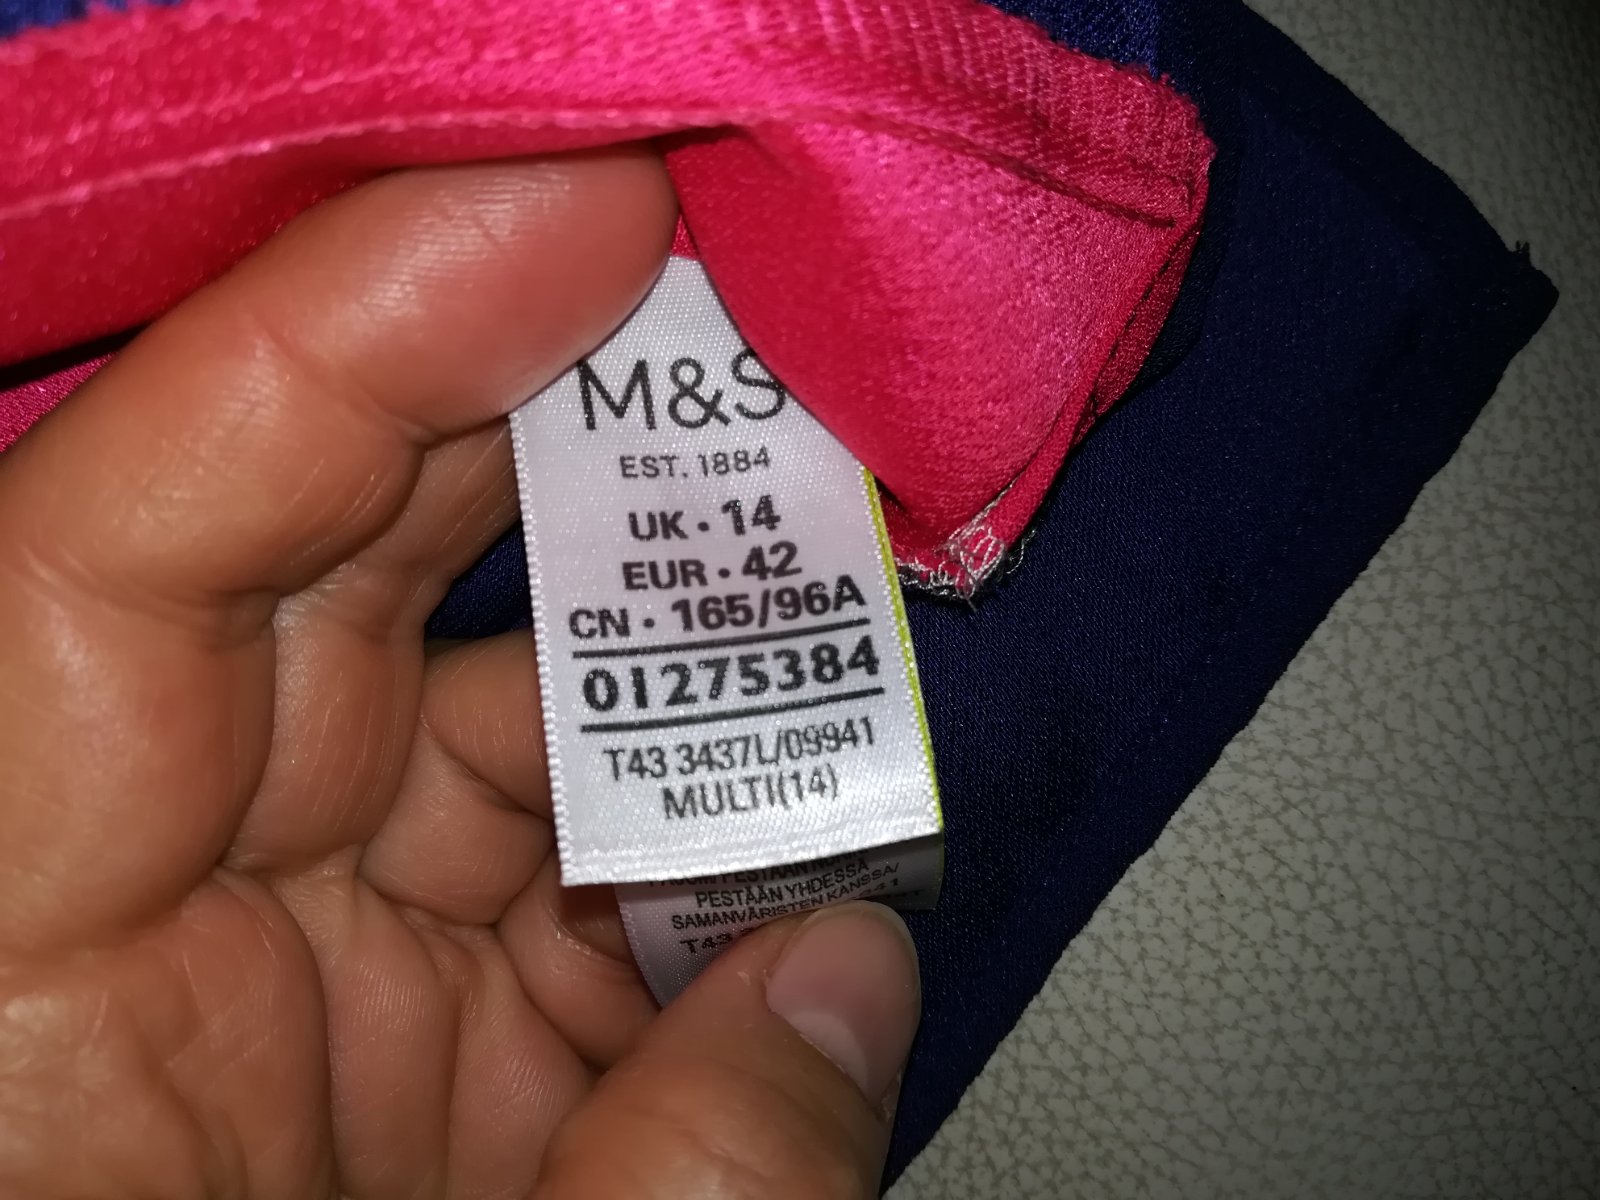 M&S
EST. 1884
UK · 14
EUR · 42
CN · 165/96A
01275384
T43 3437L/09941
MULTI(14)
PESTÄÄN YHDESSÄ
SAMANVÄRISTEN KANSSA/
T43